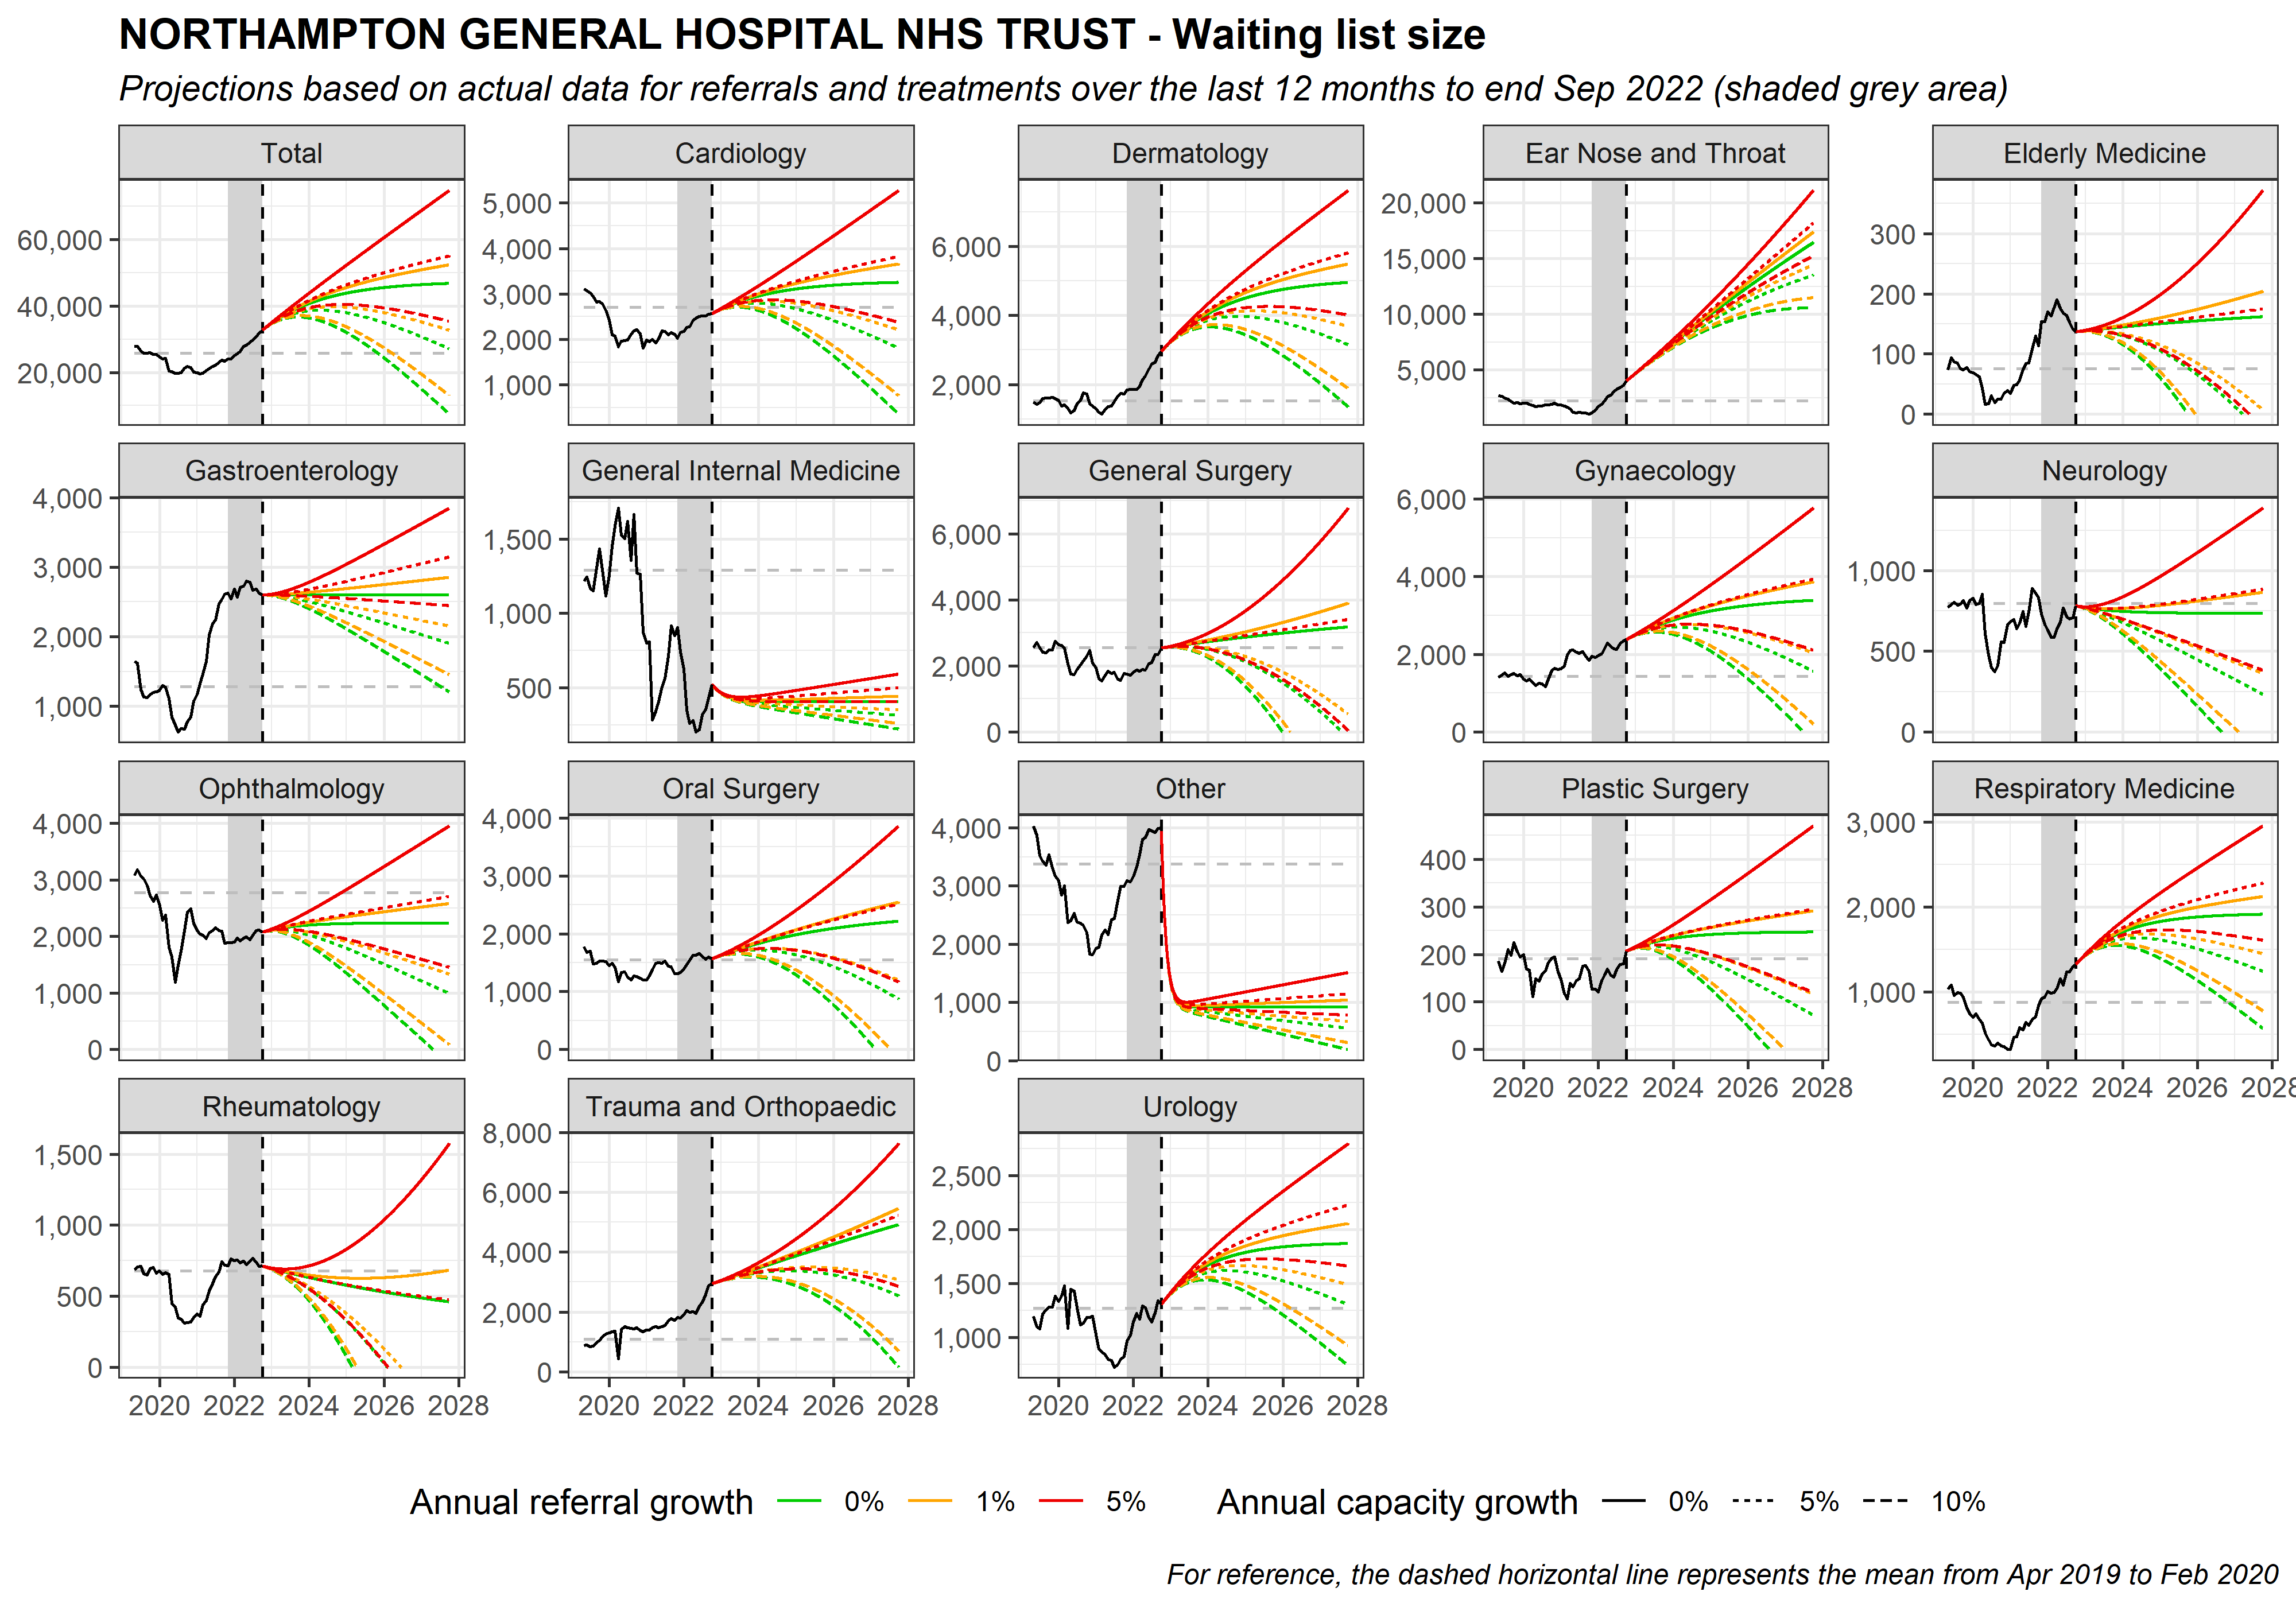 NORTHAMPTON GENERAL HOSPITAL NHS TRUST - Waiting list size
Projections based on actual data for referrals and treatments over the last 12 months to end Sep 2022 (shaded grey area)
Total
60,000
40,000
20,000
Cardiology
5,000
4,000
3,000
2,000
1,000
Dermatology
6,000
4,000
2,000
Ear Nose and Throat
20,000
15,000
10,000
5,000
Elderly Medicine
300
200
100
0
Gastroenterology
4,000
3,000
2,000
1,000
General Internal Medicine
1,500
1,000
500
General Surgery
6,000
4,000
2,000
0
Gynaecology
6,000
4,000
2,000
0
Neurology
1,000
500
0
Ophthalmology
4,000
3,000
2,000
1,000
0
Oral Surgery
4,000
3,000
2,000
1,000
0
Other
4,000
3,000
2,000
1,000
0
Plastic Surgery
400
300
200
100
0
2020 2022 2024 2026 2028
Respiratory Medicine
3,000
2,000
1,000
2020 2022 2024 2026 2028
Rheumatology
1,500
1,000
500
0
2020 2022 2024 2026 2028
Trauma and Orthopaedic
8,000
6,000
4,000
2,000
0
2020 2022 2024 2026 2028
Urology
2,500
2,000
1,500
1,000
2020 2022 2024 2026 2028
Annual referral growth 0% 1% 5% Annual capacity growth 0% 5% 10%
For reference, the dashed horizontal line represents the mean from Apr 2019 to Feb 2020